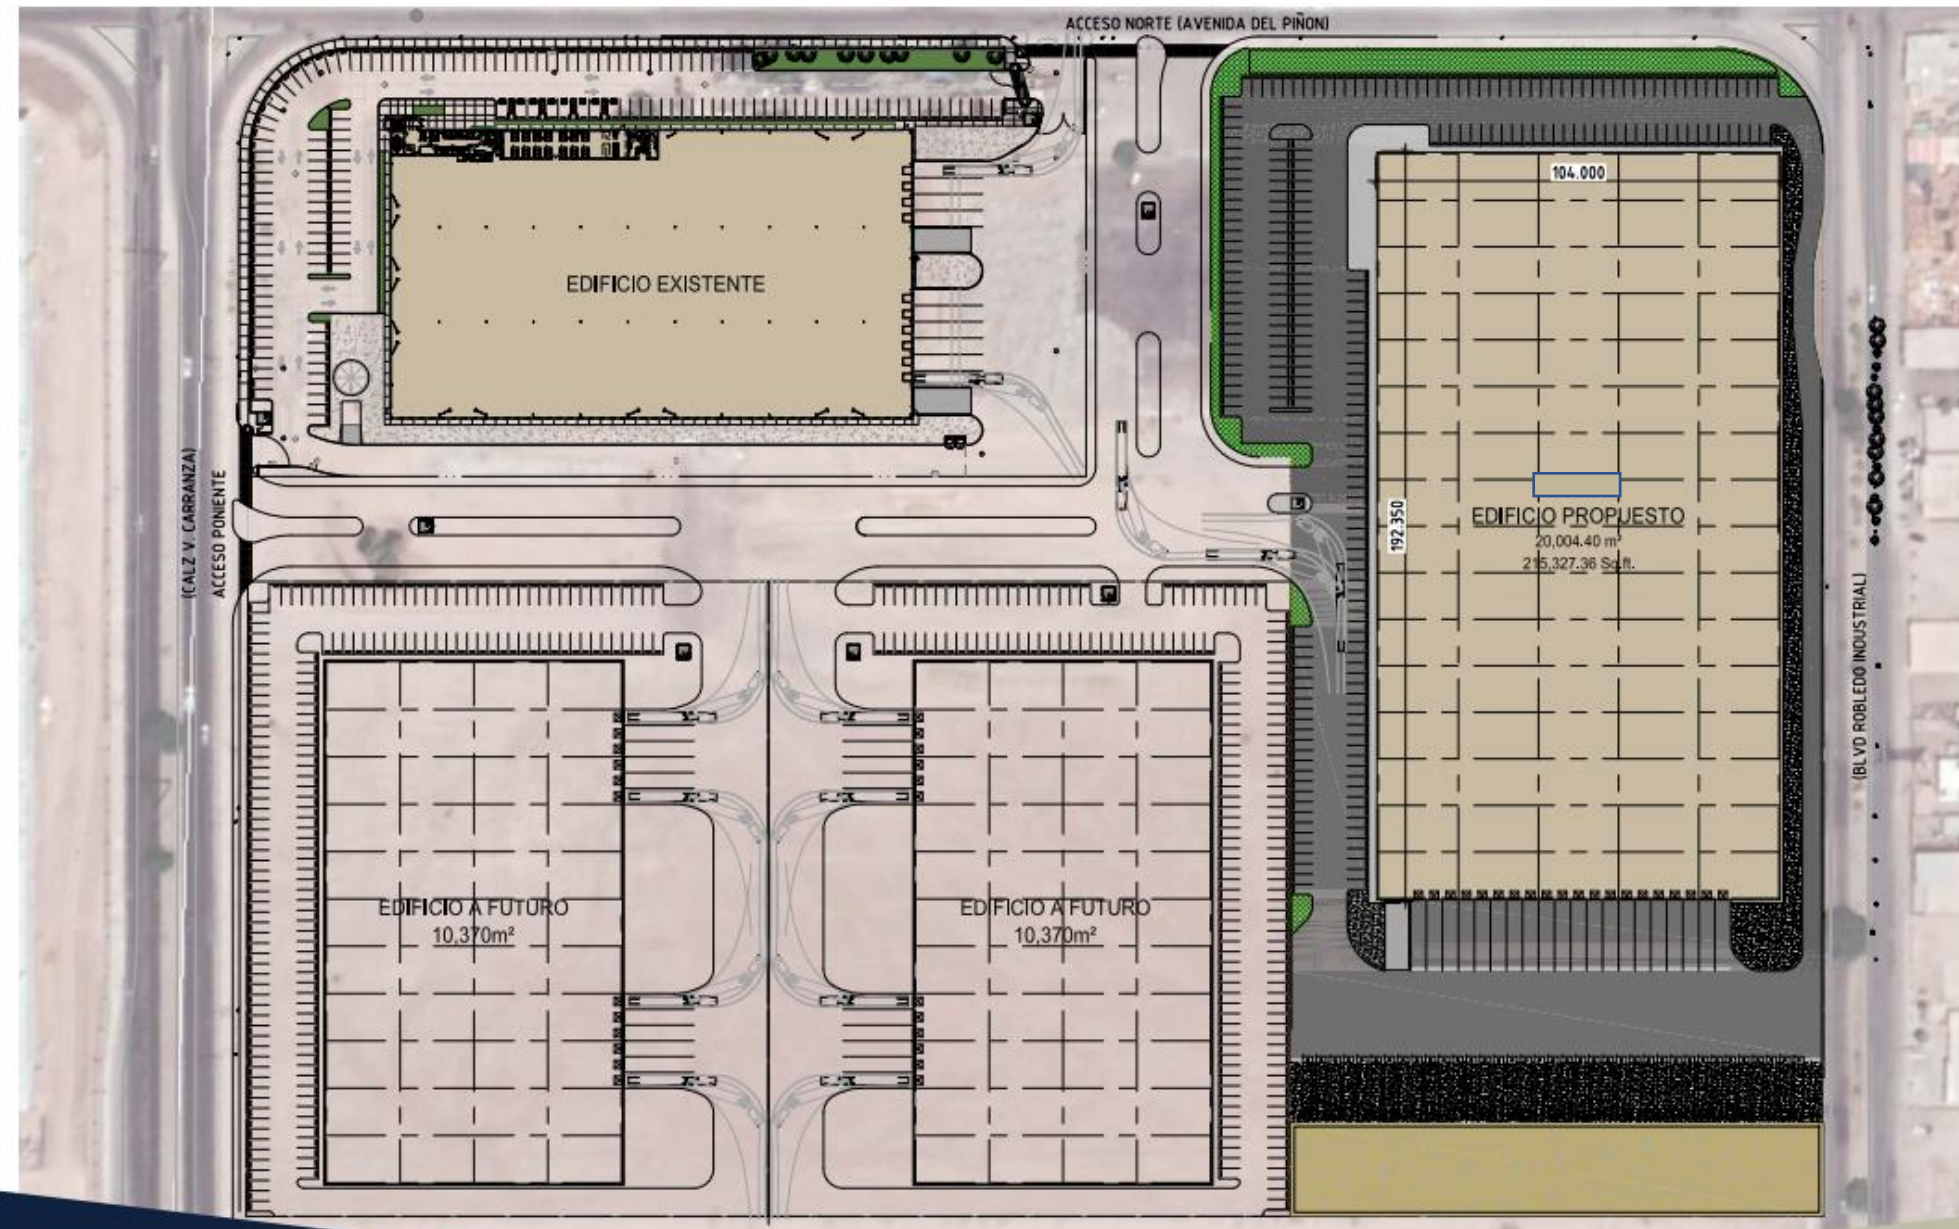 ACCESO NORTE (AVENIDA DEL PIÑON)
104.000
EDIFICIO EXISTENTE
(CALZ V. CARRANZA)
ACCESO PONIENTE
192.350
EDIFICIO PROPUESTO
20,004.40 m²
215,327.36 Sq.ft.
(BLVD ROBLEDO INDUSTRIAL)
EDIFICIO A FUTURO
10,370m²
EDIFICIO A FUTURO
10,370m²